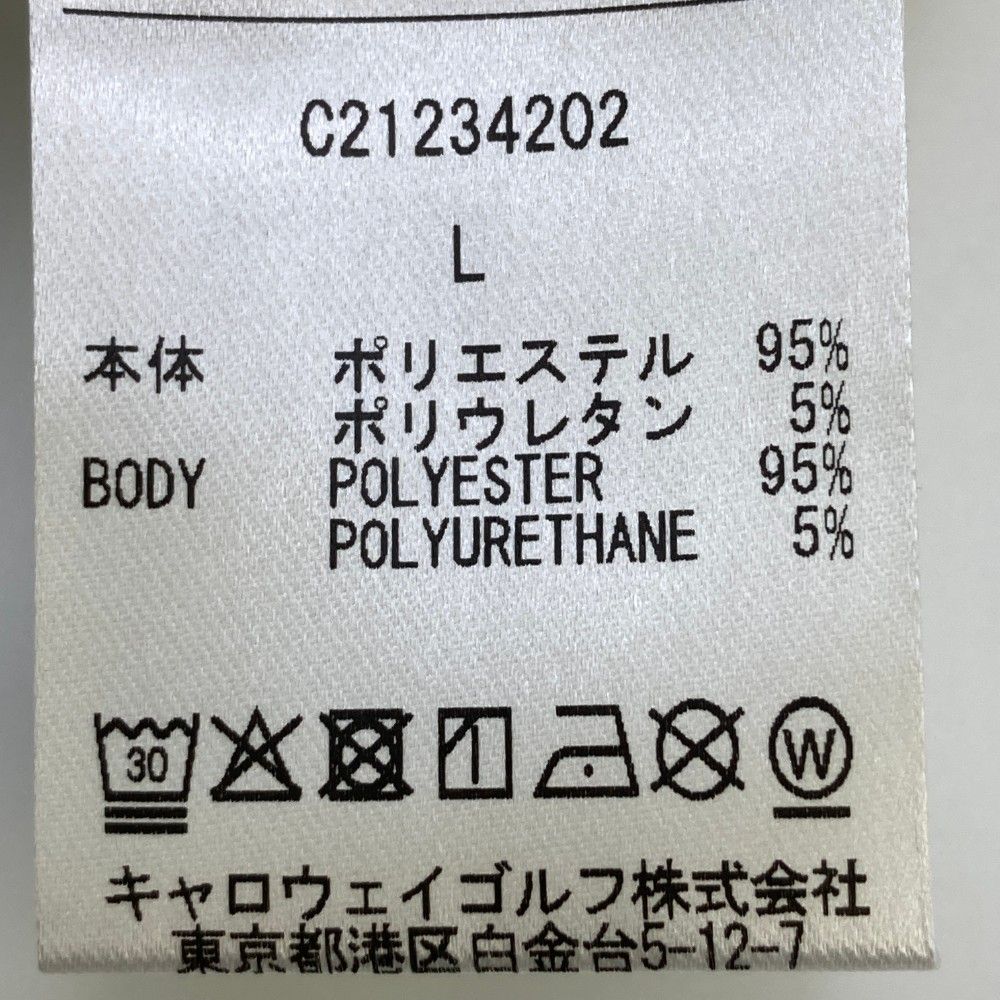 C21234202
L
本体 ポリエステル 95%
ポリウレタン 5%
BODY POLYESTER 95%
POLYURETHANE 5%
30 W
キャロウェイゴルフ株式会社
東京都港区白金台5-12-7